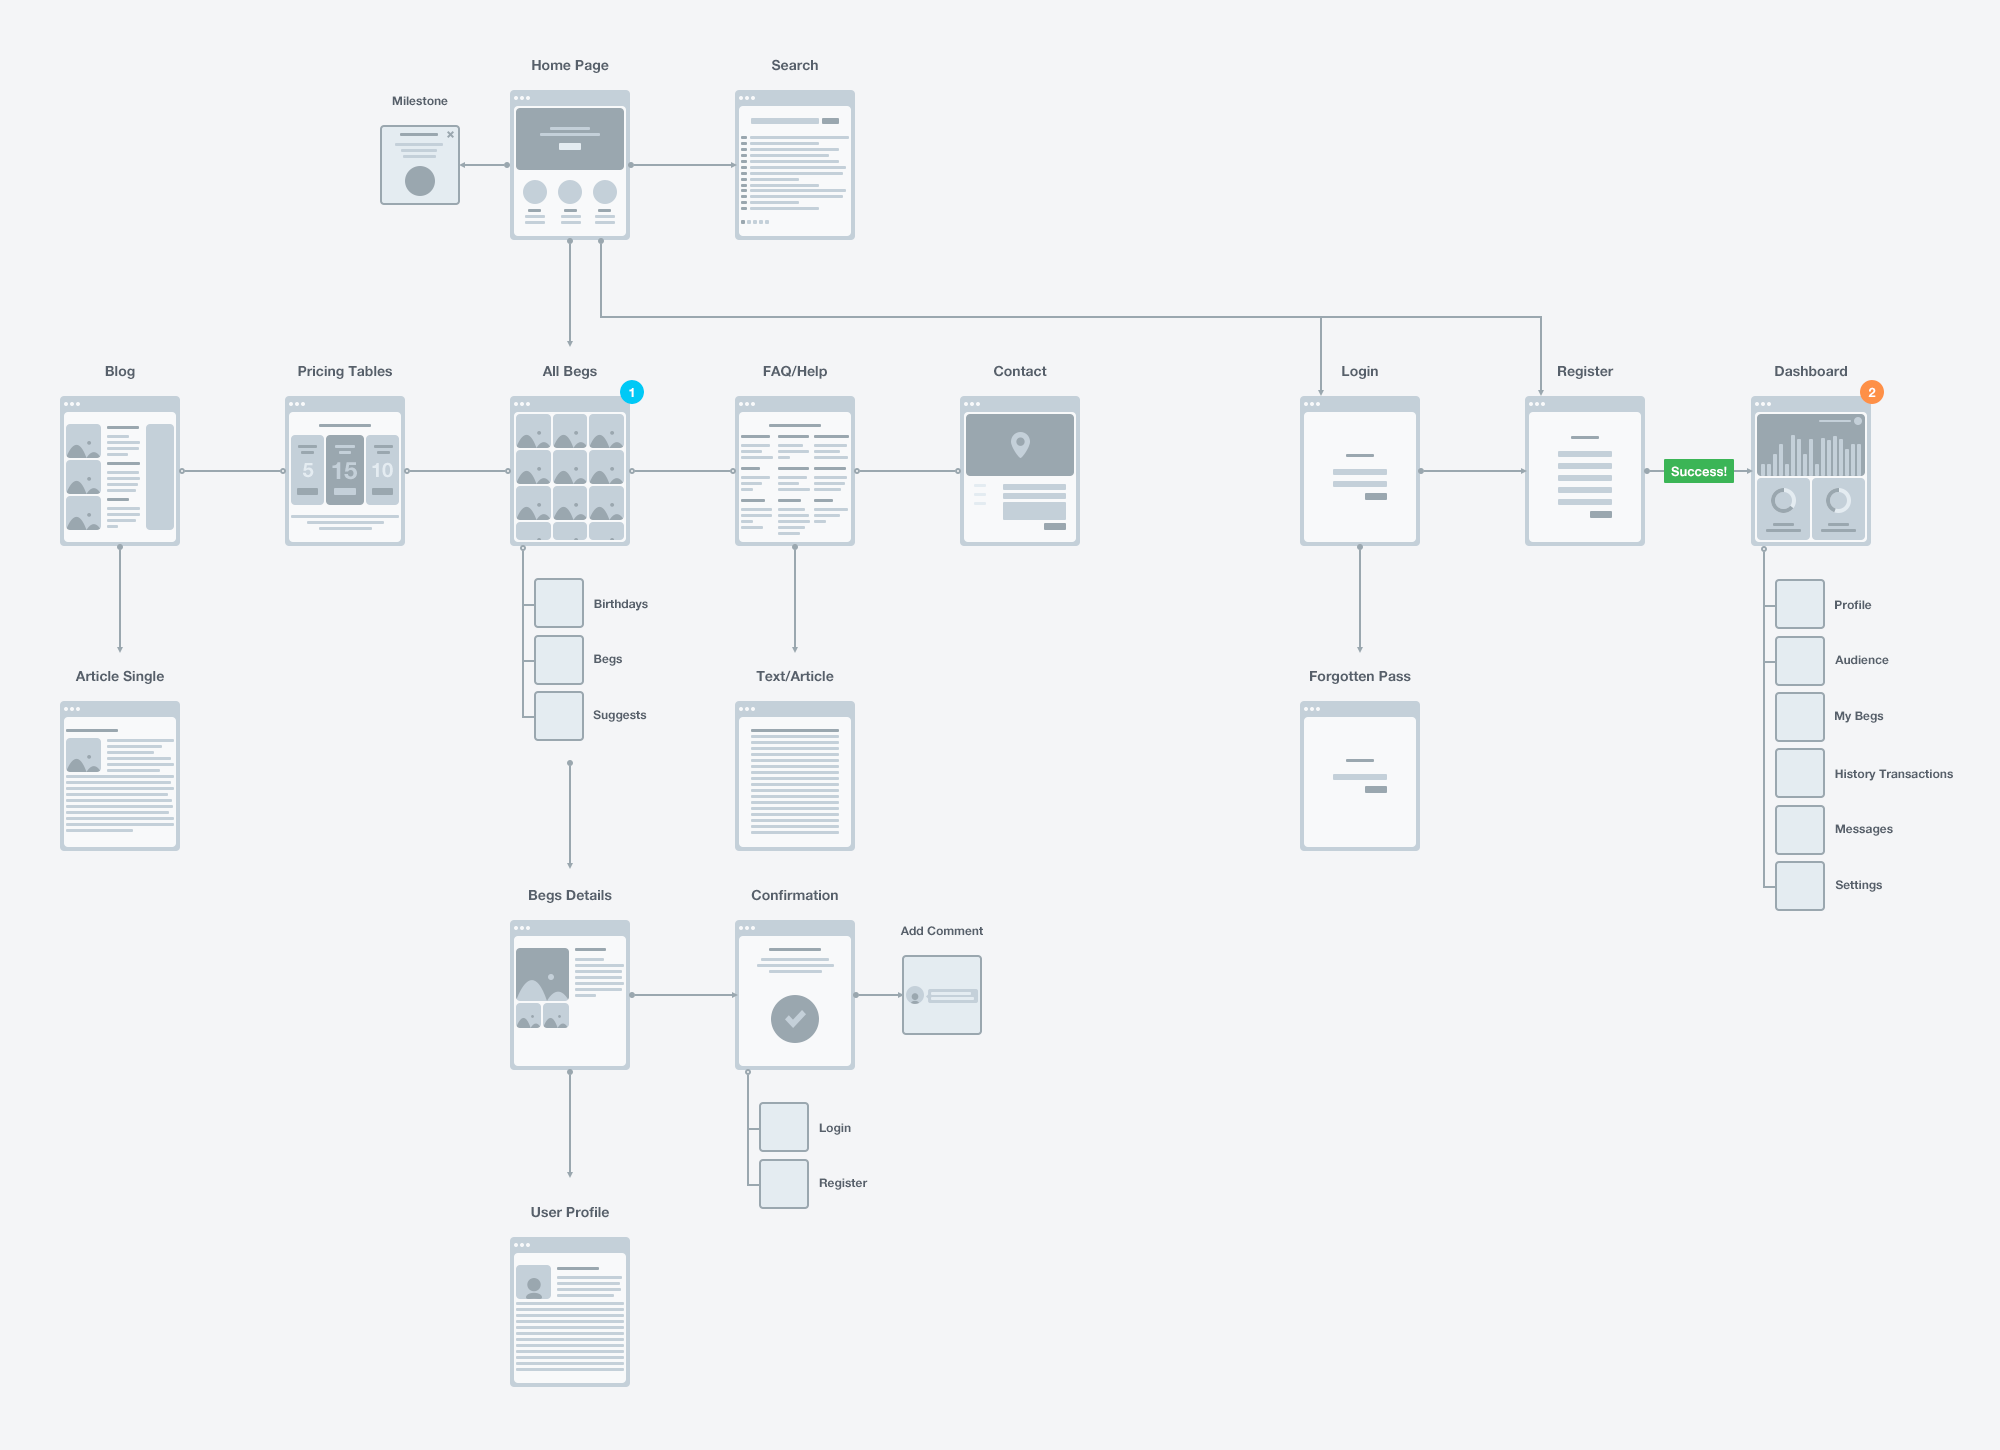 Home Page
Search
Milestone
Blog
Pricing Tables
All Begs
FAQ/Help
Contact
Login
Register
Dashboard
1
2
5
15
10
Success!
Birthdays
Begs
Suggests
Profile
Audience
My Begs
History Transactions
Messages
Settings
Article Single
Text/Article
Forgotten Pass
Begs Details
Confirmation
Add Comment
Login
Register
User Profile